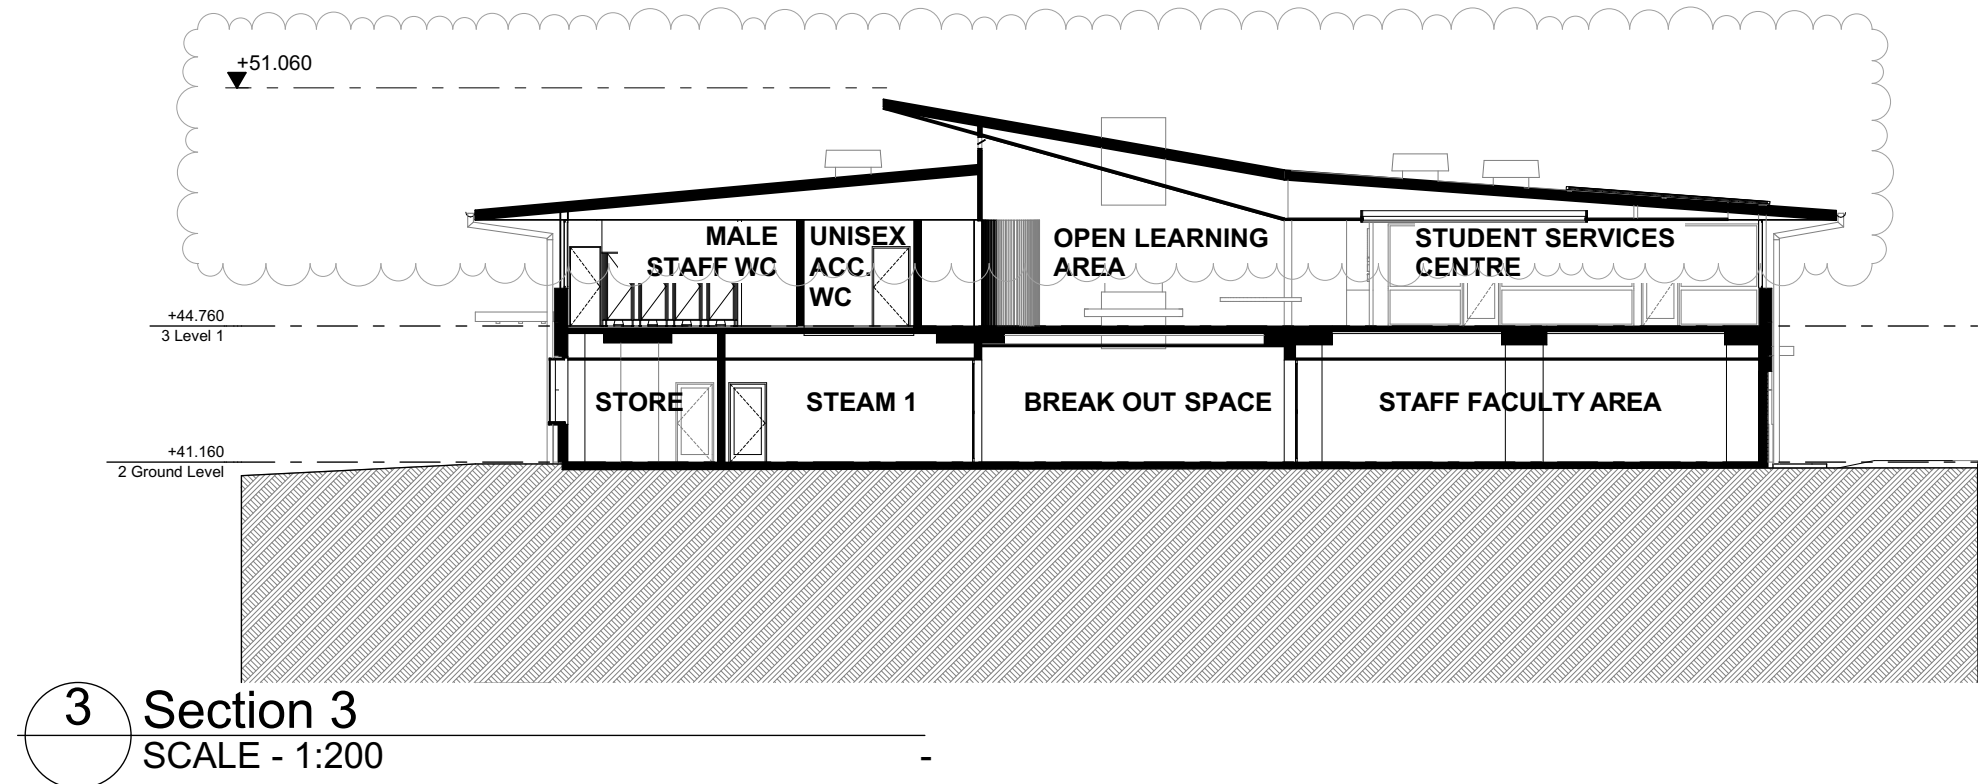 +51.060
MALE
STAFF WC
UNISEX
ACC.
WC
OPEN LEARNING
AREA
STUDENT SERVICES
CENTRE
+44.760
3 Level 1
STORE
STEAM 1
BREAK OUT SPACE
STAFF FACULTY AREA
+41.160
2 Ground Level
3
Section 3
SCALE - 1:200
-